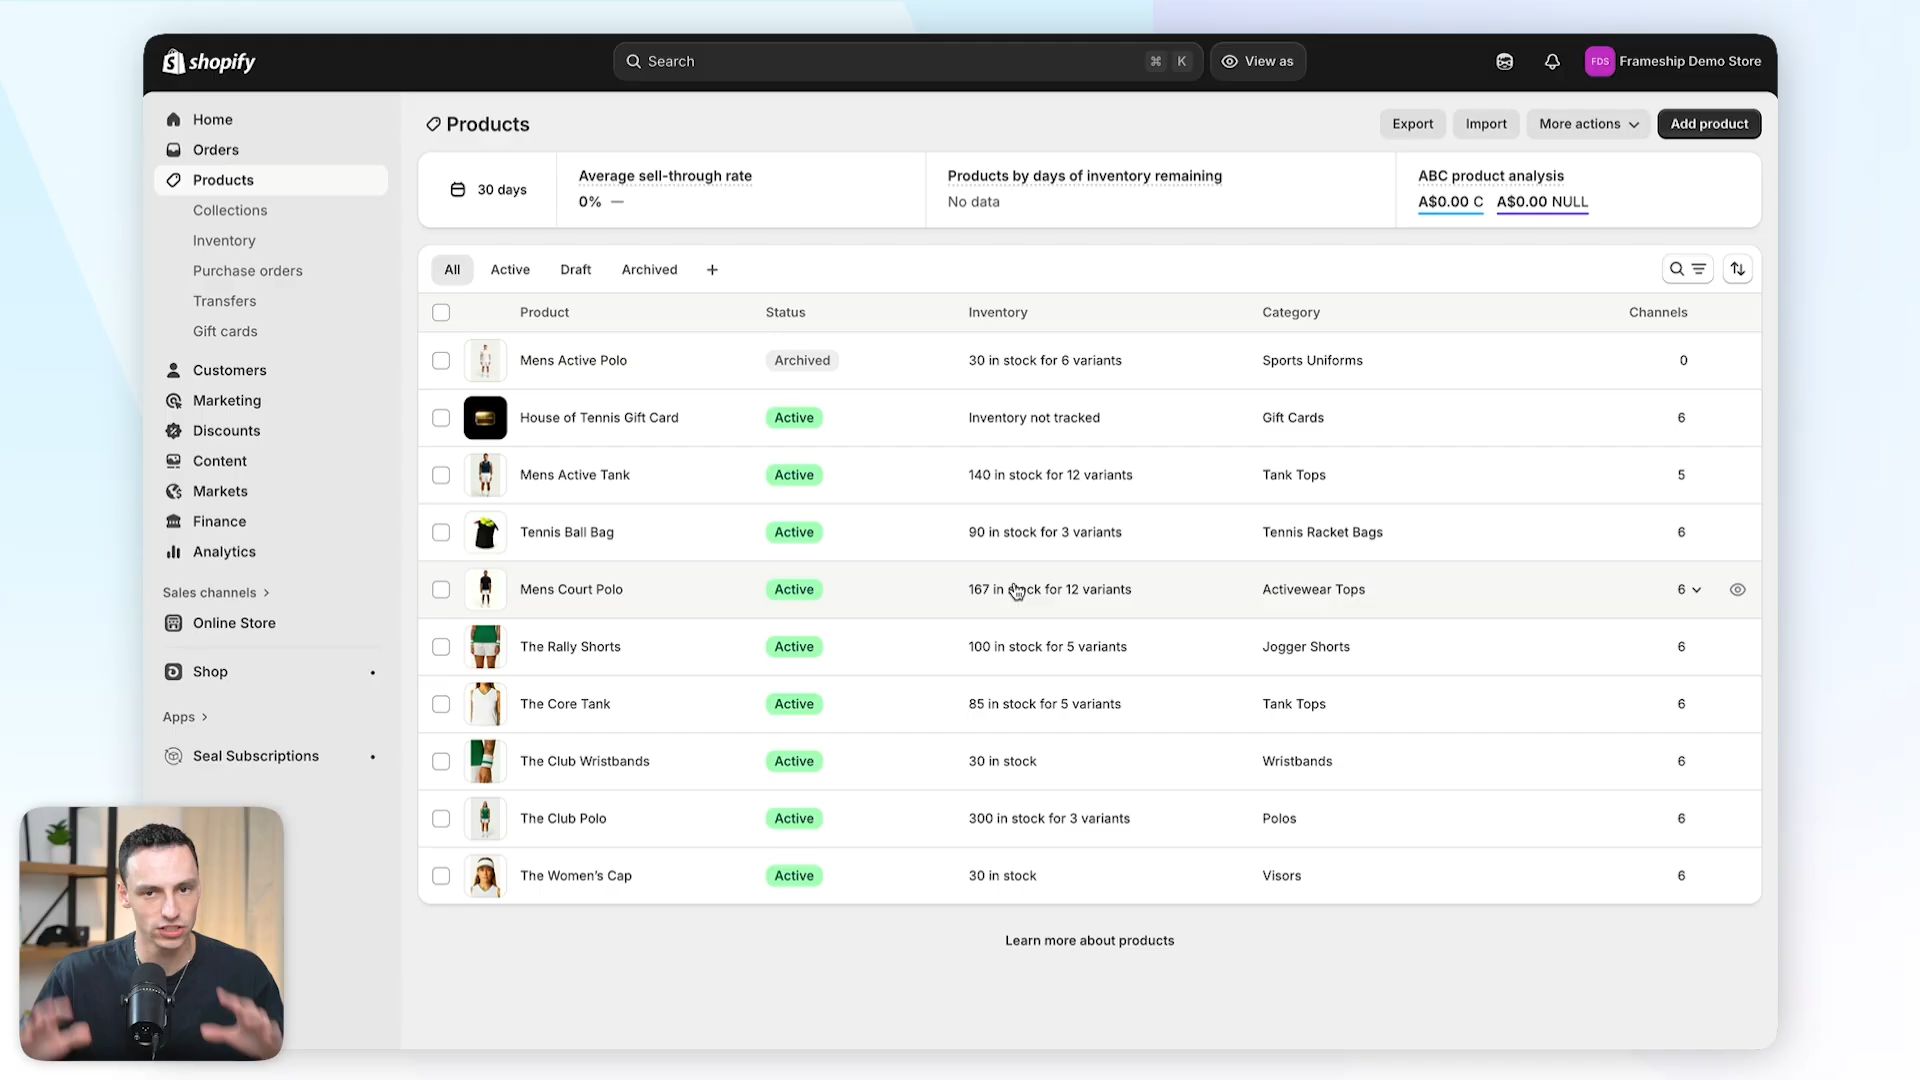 shopify
Search
⌘ K
View as
FDS
Frameship Demo Store
Home
Orders
Products
Collections
Inventory
Purchase orders
Transfers
Gift cards
Customers
Marketing
Discounts
Content
Markets
Finance
Analytics
Sales channels
Online Store
Shop
Apps
Seal Subscriptions
Products
Export
Import
More actions
Add product
30 days
Average sell-through rate
0% —
Products by days of inventory remaining
No data
ABC product analysis
A$0.00 C A$0.00 NULL
All Active Draft Archived +
Product Status Inventory Category Channels
Mens Active Polo Archived 30 in stock for 6 variants Sports Uniforms 0
House of Tennis Gift Card Active Inventory not tracked Gift Cards 6
Mens Active Tank Active 140 in stock for 12 variants Tank Tops 5
Tennis Ball Bag Active 90 in stock for 3 variants Tennis Racket Bags 6
Mens Court Polo Active 167 in stock for 12 variants Activewear Tops 6
The Rally Shorts Active 100 in stock for 5 variants Jogger Shorts 6
The Core Tank Active 85 in stock for 5 variants Tank Tops 6
The Club Wristbands Active 30 in stock Wristbands 6
The Club Polo Active 300 in stock for 3 variants Polos 6
The Women's Cap Active 30 in stock Visors 6
Learn more about products